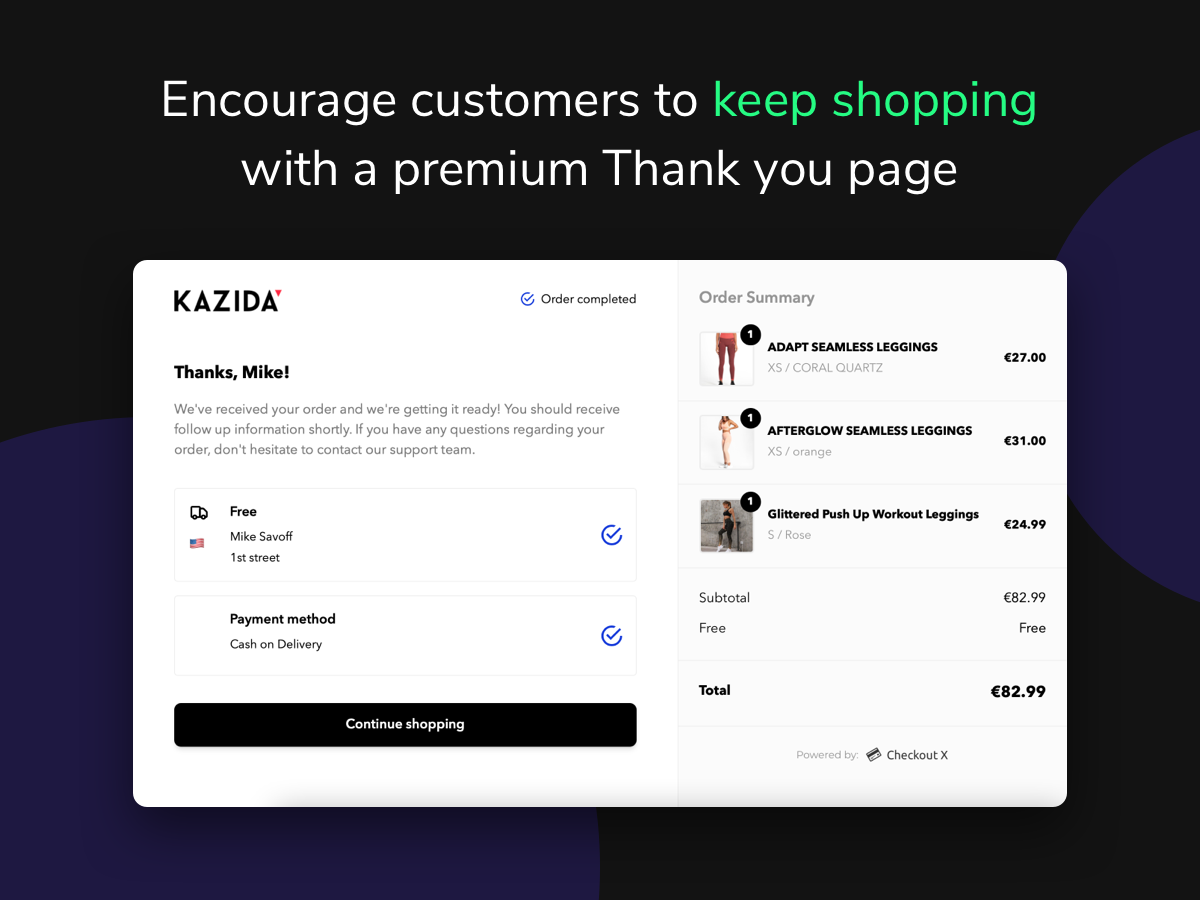 Encourage customers to keep shopping
with a premium Thank you page
KAZIDA
Order completed
Thanks, Mike!
We've received your order and we're getting it ready! You should receive
follow up information shortly. If you have any questions regarding your
order, don't hesitate to contact our support team.
Free
Mike Savoff
1st street
Payment method
Cash on Delivery
Continue shopping
Order Summary
1
ADAPT SEAMLESS LEGGINGS
XS / CORAL QUARTZ
€27.00
1
AFTERGLOW SEAMLESS LEGGINGS
XS / orange
€31.00
1
Glittered Push Up Workout Leggings
S / Rose
€24.99
Subtotal €82.99
Free Free
Total €82.99
Powered by: Checkout X